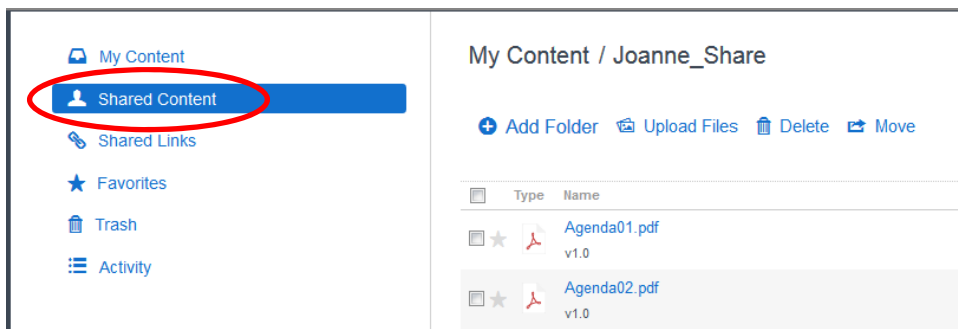 My Content
Shared Content
Shared Links
Favorites
Trash
Activity
My Content / Joanne_Share
Add Folder Upload Files Delete Move
Type Name
Agenda01.pdf
v1.0
Agenda02.pdf
v1.0